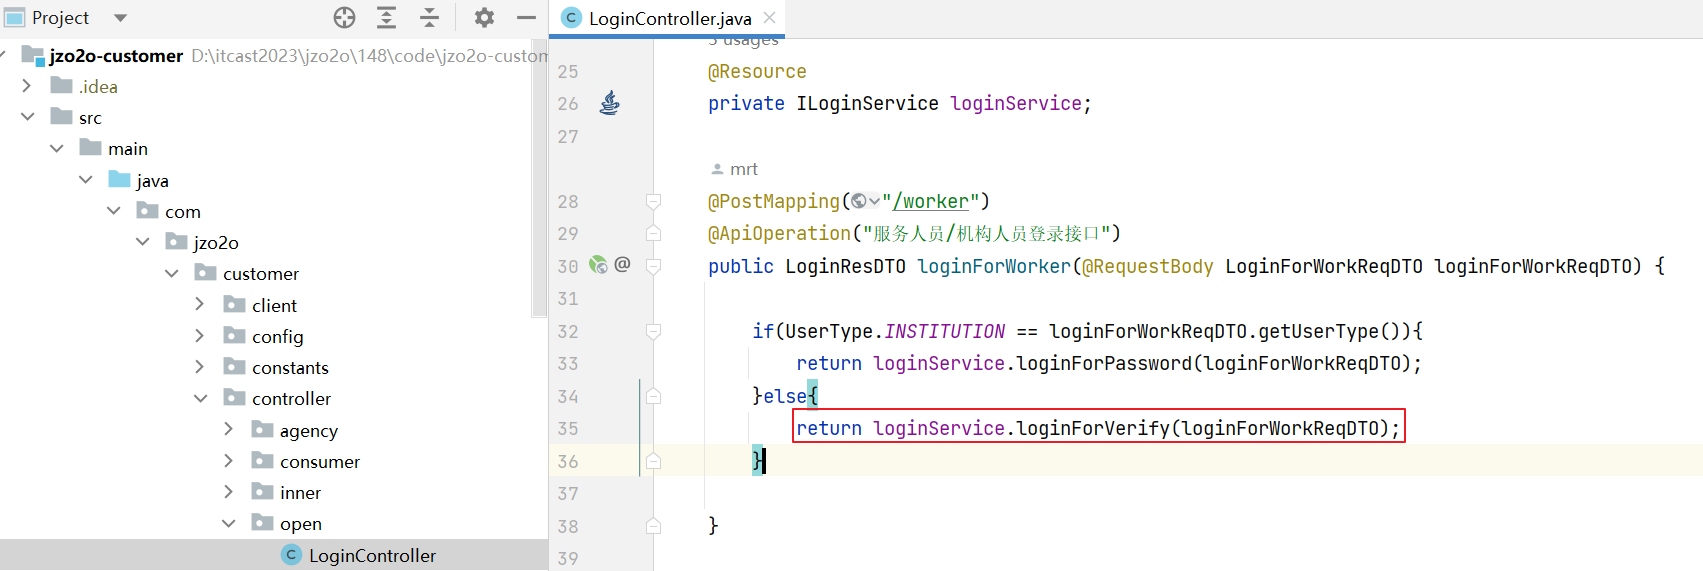 Project
jzo2o-customer D:\itcast2023\jzo2o\148\code\jzo2o-custom
.idea
src
main
java
com
jzo2o
customer
client
config
constants
controller
agency
consumer
inner
open
LoginController
LoginController.java
3 usages
25 @Resource
26 private ILoginService loginService;
27
mrt
28 @PostMapping("/worker")
29 @ApiOperation("服务人员/机构人员登录接口")
30 @ public LoginResDTO loginForWorker(@RequestBody LoginForWorkReqDTO loginForWorkReqDTO) {
31
32 if(UserType.INSTITUTION == loginForWorkReqDTO.getUserType()){
33 return loginService.loginForPassword(loginForWorkReqDTO);
34 }else{
35 return loginService.loginForVerify(loginForWorkReqDTO);
36 }
37
38 }
39